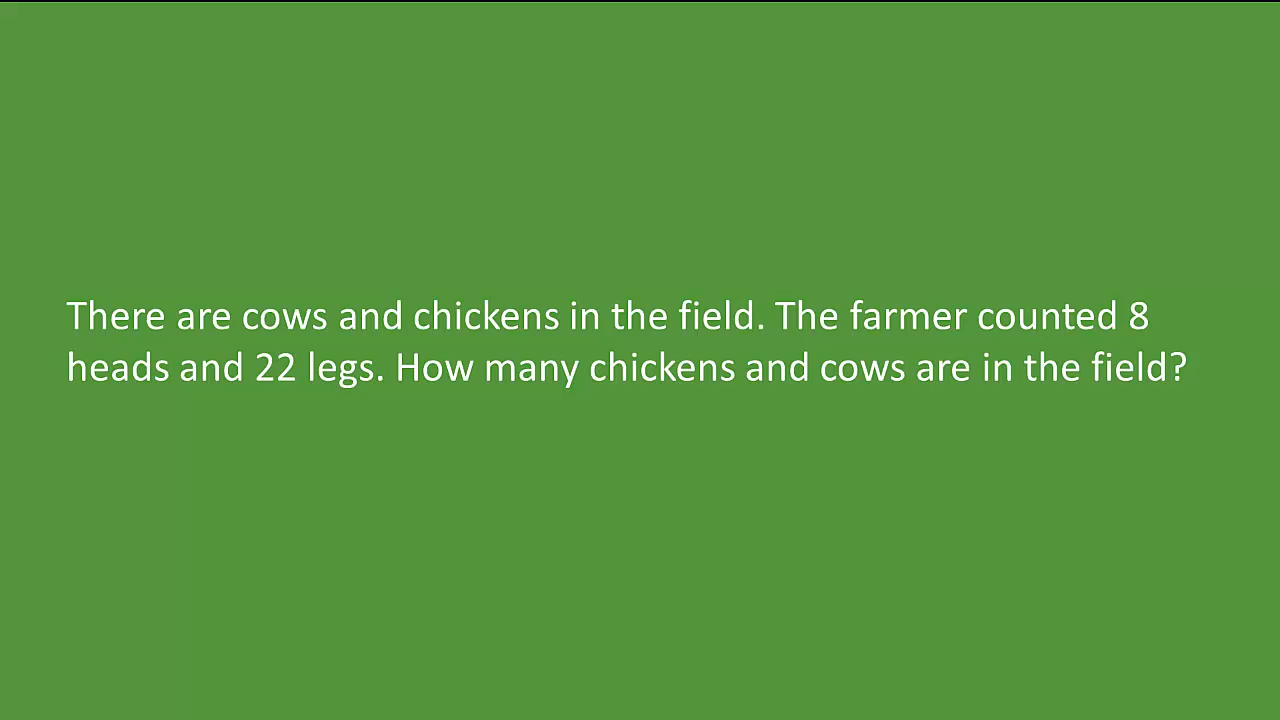 There are cows and chickens in the field. The farmer counted 8
heads and 22 legs. How many chickens and cows are in the field?